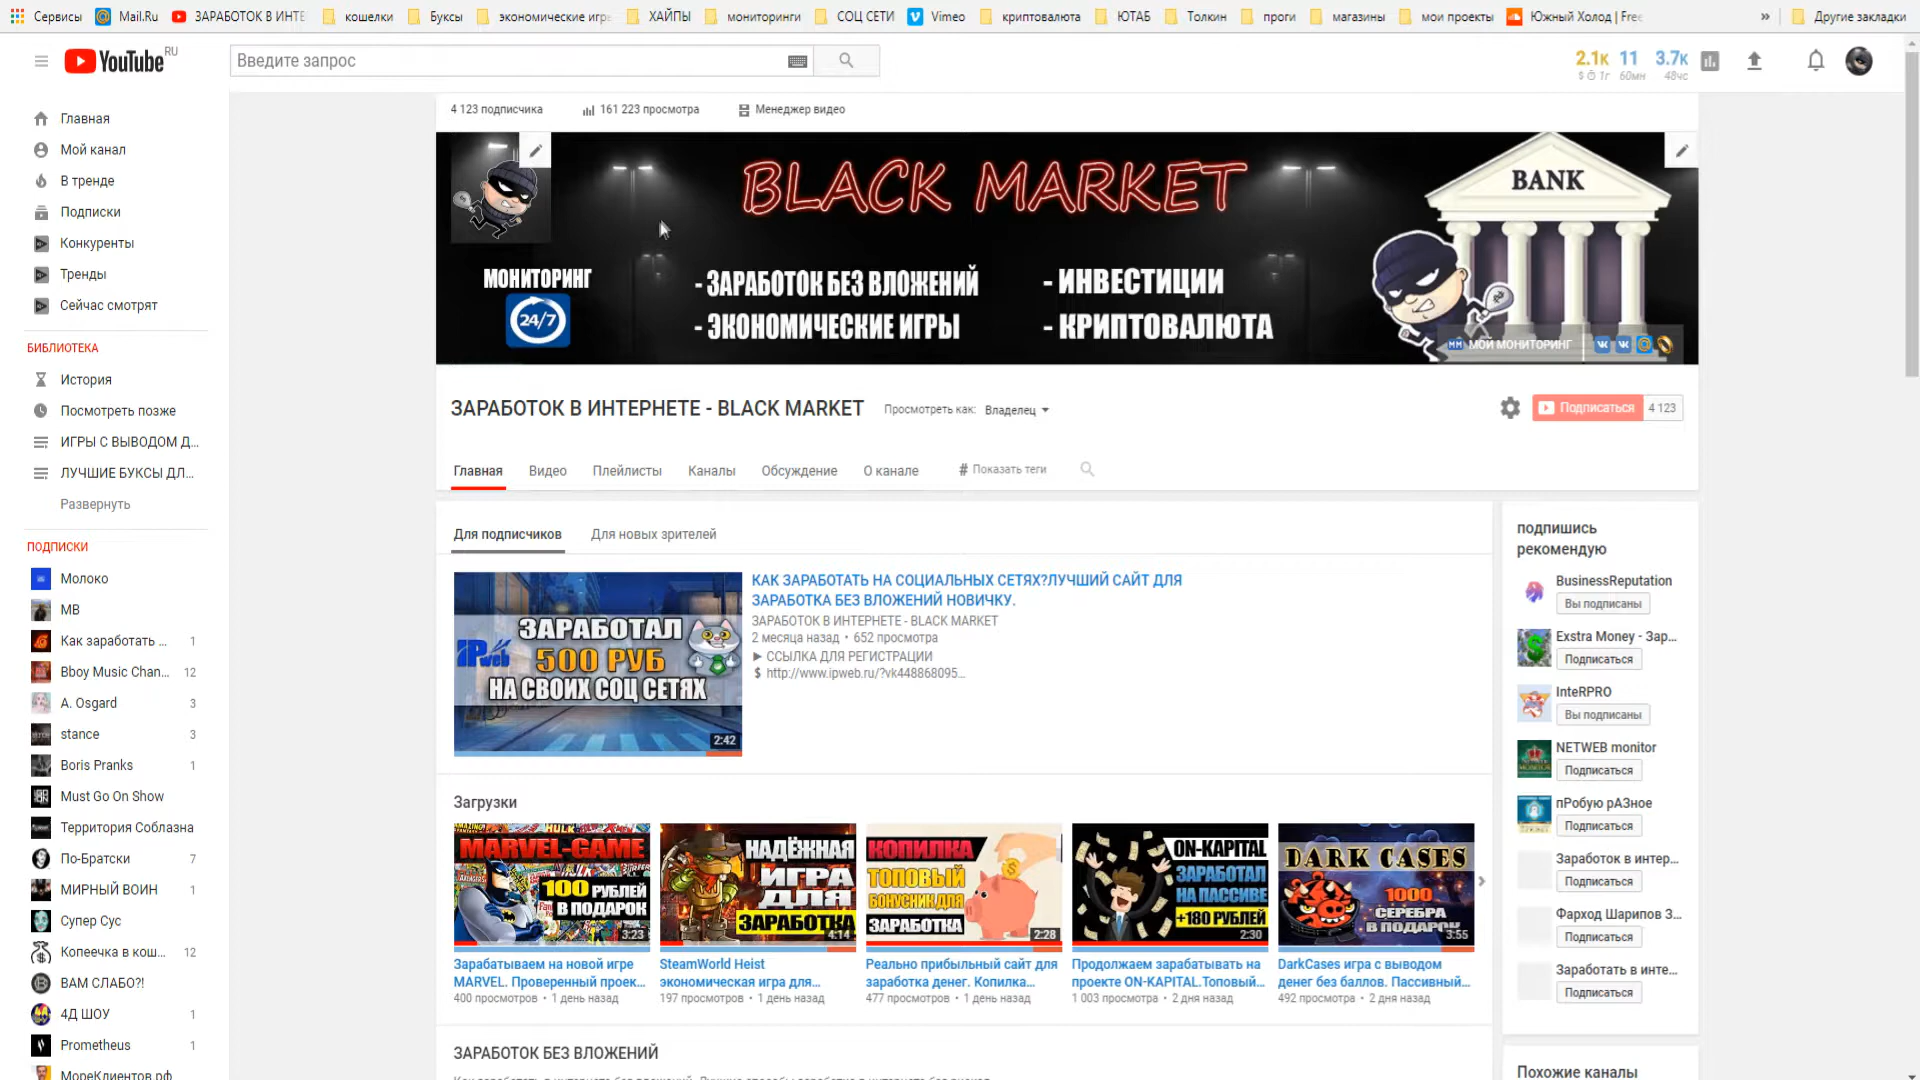 Сервисы
Mail.Ru
ЗАРАБОТОК В ИНТЕ
кошелки
Буксы
экономические игр
ХАЙПЫ
мониторинги
СОЦ СЕТИ
Vimeo
криптовалюта
ЮТАБ
Толкин
проги
магазины
мои проекты
Южный Холод | Free
»
Другие закладки
YouTube RU
Введите запрос
2.1к 11 3.7к
$ 1г 60мн 48чс
Главная
Мой канал
В тренде
Подписки
Конкуренты
Тренды
Сейчас смотрят
БИБЛИОТЕКА
История
Посмотреть позже
ИГРЫ С ВЫВОДОМ Д...
ЛУЧШИЕ БУКСЫ ДЛ...
Развернуть
ПОДПИСКИ
Молоко
МВ
Как заработать ... 1
Bboy Music Chan... 12
A. Osgard 3
stance 3
Boris Pranks 1
Must Go On Show
Территория Соблазна
По-Братски 7
МИРНЫЙ ВОИН 1
Супер Сус
Копеечка в кош... 12
ВАМ СЛАБО?!
4Д ШОУ 1
Prometheus 1
МореКлиентов.рф
4 123 подписчика
161 223 просмотра
Менеджер видео
BLACK MARKET
BANK
МОНИТОРИНГ
24/7
- ЗАРАБОТОК БЕЗ ВЛОЖЕНИЙ
- ЭКОНОМИЧЕСКИЕ ИГРЫ
- ИНВЕСТИЦИИ
- КРИПТОВАЛЮТА
МОЙ МОНИТОРИНГ
ЗАРАБОТОК В ИНТЕРНЕТЕ - BLACK MARKET
Просмотреть как: Владелец
Подписаться 4 123
Главная
Видео
Плейлисты
Каналы
Обсуждение
О канале
# Показать теги
Для подписчиков
Для новых зрителей
IPweb
ЗАРАБОТАЛ
500 РУБ
НА СВОИХ СОЦ СЕТЯХ
2:42
КАК ЗАРАБОТАТЬ НА СОЦИАЛЬНЫХ СЕТЯХ?ЛУЧШИЙ САЙТ ДЛЯ
ЗАРАБОТКА БЕЗ ВЛОЖЕНИЙ НОВИЧКУ.
ЗАРАБОТОК В ИНТЕРНЕТЕ - BLACK MARKET
2 месяца назад • 652 просмотра
► ССЫЛКА ДЛЯ РЕГИСТРАЦИИ
$ http://www.ipweb.ru/?vk448868095...
Загрузки
HULK
MARVEL-GAME
100 РУБЛЕЙ
В ПОДАРОК
3:23
Зарабатываем на новой игре
MARVEL. Проверенный проек...
400 просмотров • 1 день назад
НАДЁЖНАЯ
ИГРА
ДЛЯ
ЗАРАБОТКА
4:14
SteamWorld Heist
экономическая игра для...
197 просмотров • 1 день назад
КОПИЛКА
ТОПОВЫЙ
БОНУСНИК ДЛЯ
ЗАРАБОТКА
2:28
Реально прибыльный сайт для
заработка денег. Копилка...
477 просмотров • 1 день назад
ON-KAPITAL
ЗАРАБОТАЛ
НА ПАССИВЕ
+180 РУБЛЕЙ
2:30
Продолжаем зарабатывать на
проекте ON-KAPITAL.Топовый...
1 003 просмотра • 2 дня назад
DARK CASES
1000
СЕРЕБРА
В ПОДАРОК
3:55
DarkCases игра с выводом
денег без баллов. Пассивный...
492 просмотра • 2 дня назад
ЗАРАБОТОК БЕЗ ВЛОЖЕНИЙ
подпишись
рекомендую
BusinessReputation
Вы подписаны
Exstra Money - Зар...
Подписаться
InteRPRO
Вы подписаны
NETWEB monitor
Подписаться
пРобую рАЗное
Подписаться
Заработок в интер...
Подписаться
Фарход Шарипов З...
Подписаться
Заработать в инте...
Подписаться
Похожие каналы